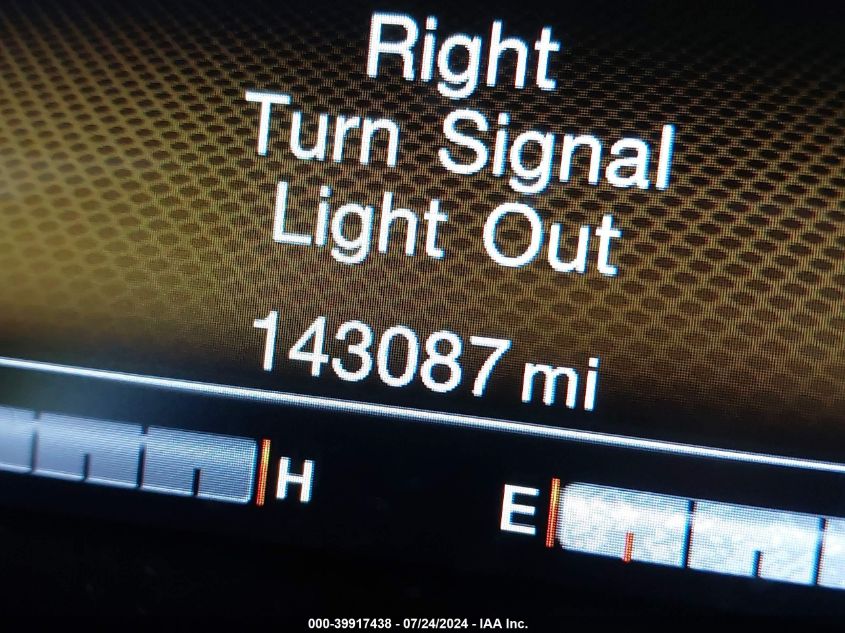 Right
Turn Signal
Light Out
143087 mi
H
E
000-39917438 - 07/24/2024 - IAA Inc.